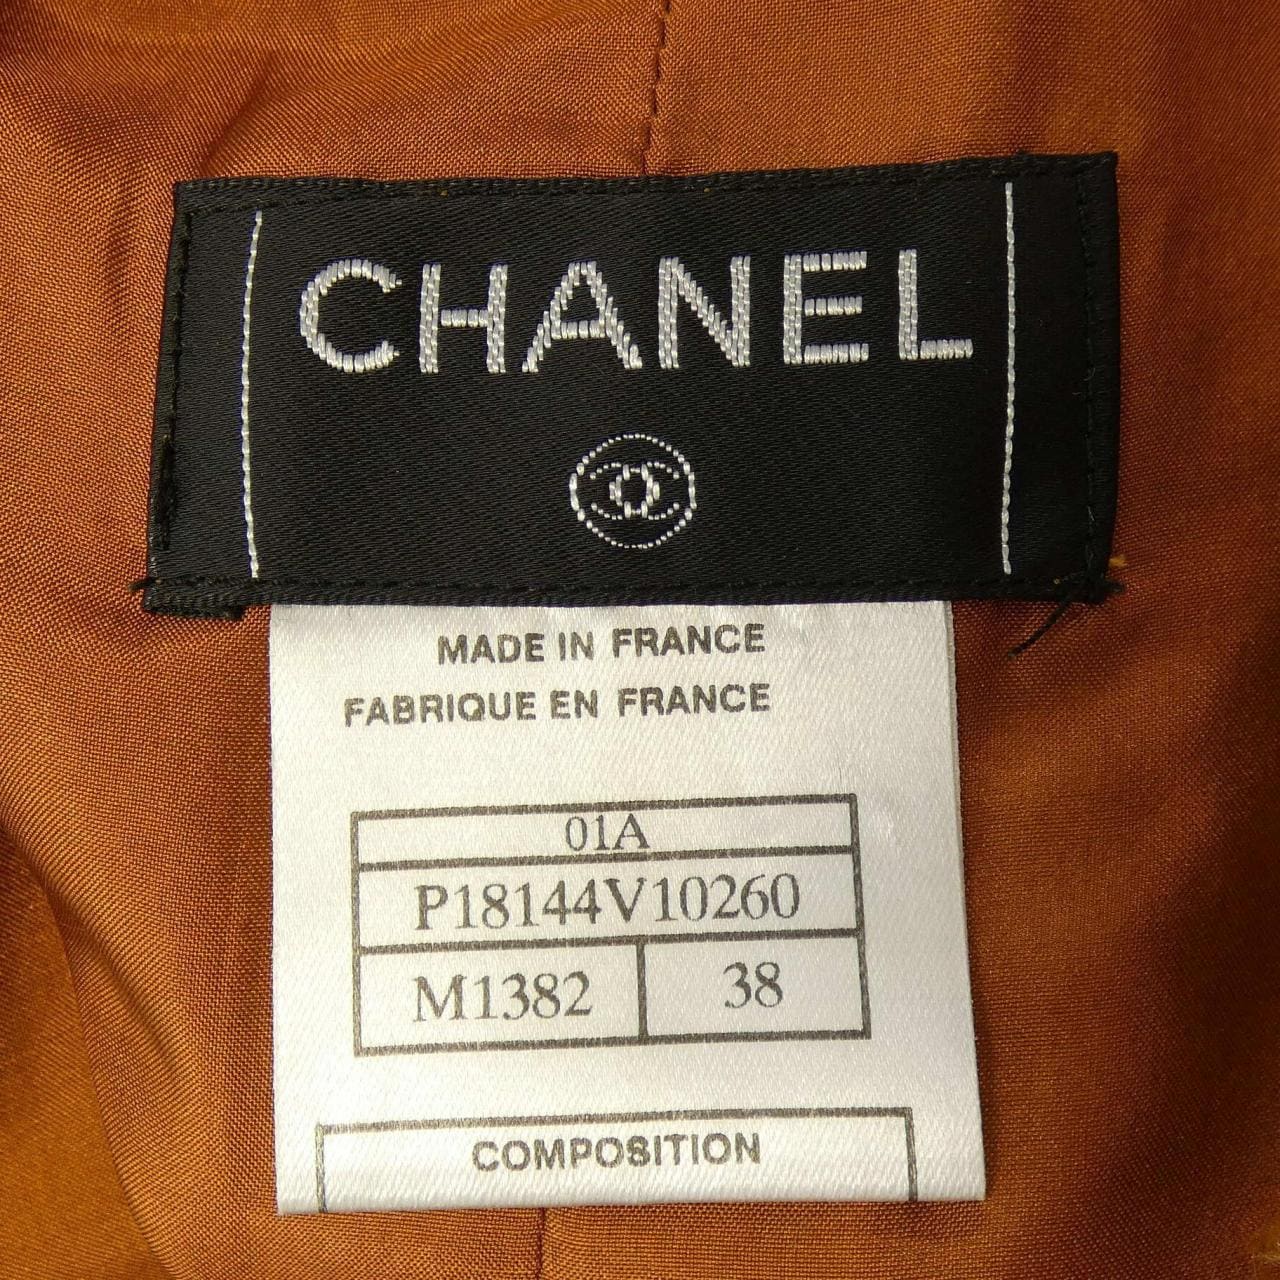 CHANEL
MADE IN FRANCE
FABRIQUE EN FRANCE
01A
P18144V10260
M1382 38
COMPOSITION